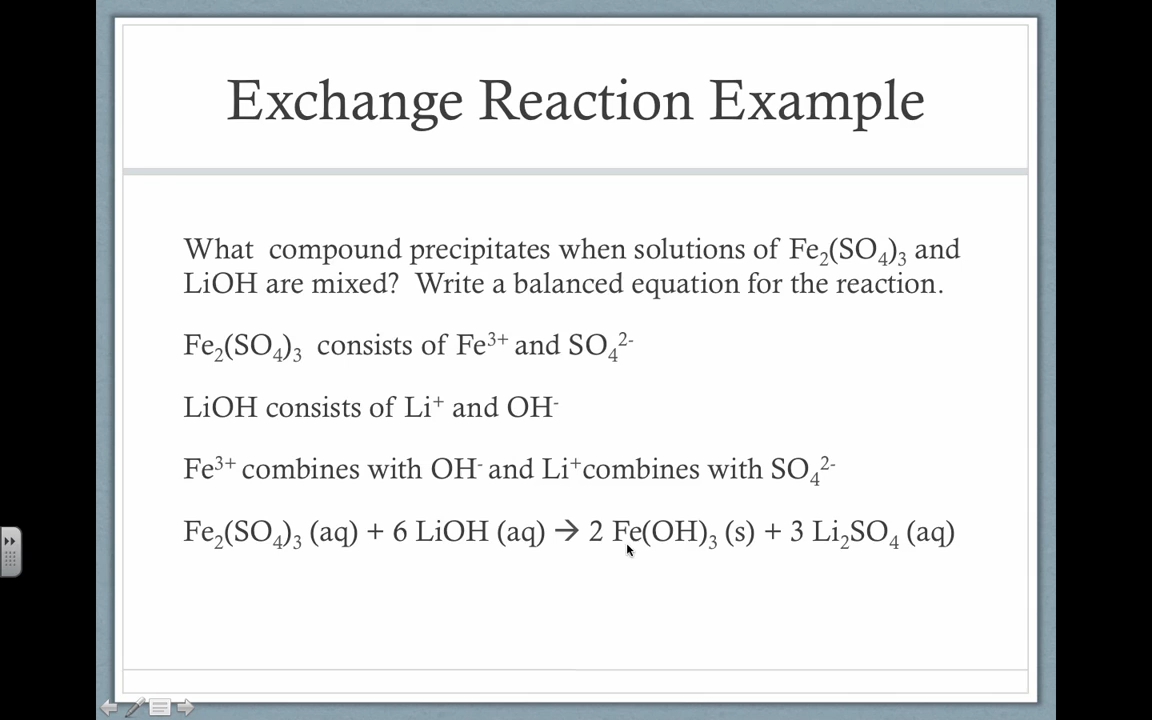 Exchange Reaction Example
What compound precipitates when solutions of Fe₂(SO₄)₃ and
LiOH are mixed? Write a balanced equation for the reaction.
Fe₂(SO₄)₃ consists of Fe³⁺ and SO₄²⁻
LiOH consists of Li⁺ and OH⁻
Fe³⁺ combines with OH⁻ and Li⁺combines with SO₄²⁻
Fe₂(SO₄)₃ (aq) + 6 LiOH (aq) → 2 Fe(OH)₃ (s) + 3 Li₂SO₄ (aq)